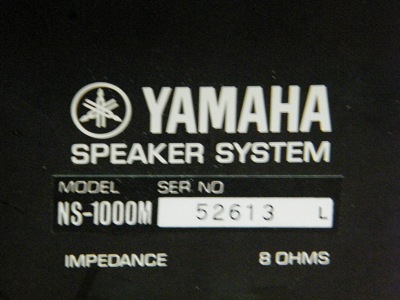 YAMAHA
SPEAKER SYSTEM
MODEL SER NO
NS-1000M 52613 L
IMPEDANCE 8 OHMS